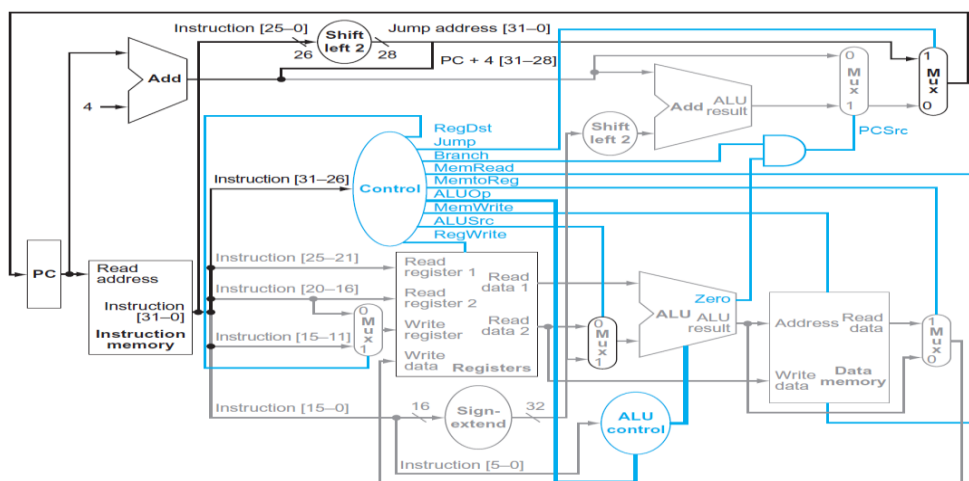 Instruction [25–0]
Jump address [31–0]
Shift
left 2
26
28
PC + 4 [31–28]
Add
4
0
Mux
1
1
Mux
0
Add
ALU
result
Shift
left 2
PCSrc
RegDst
Jump
Branch
MemRead
MemtoReg
ALUOp
MemWrite
ALUSrc
RegWrite
Control
Instruction [31–26]
PC
Read
address
Instruction
[31–0]
Instruction
memory
Instruction [25–21]
Instruction [20–16]
Instruction [15–11]
Instruction [15–0]
0
Mux
1
Read
register 1
Read
register 2
Write
register
Write
data
Read
data 1
Read
data 2
Registers
0
Mux
1
Zero
ALU
ALU
result
Address
Read
data
Write
data
Data
memory
1
Mux
0
16
Sign-
extend
32
ALU
control
Instruction [5–0]